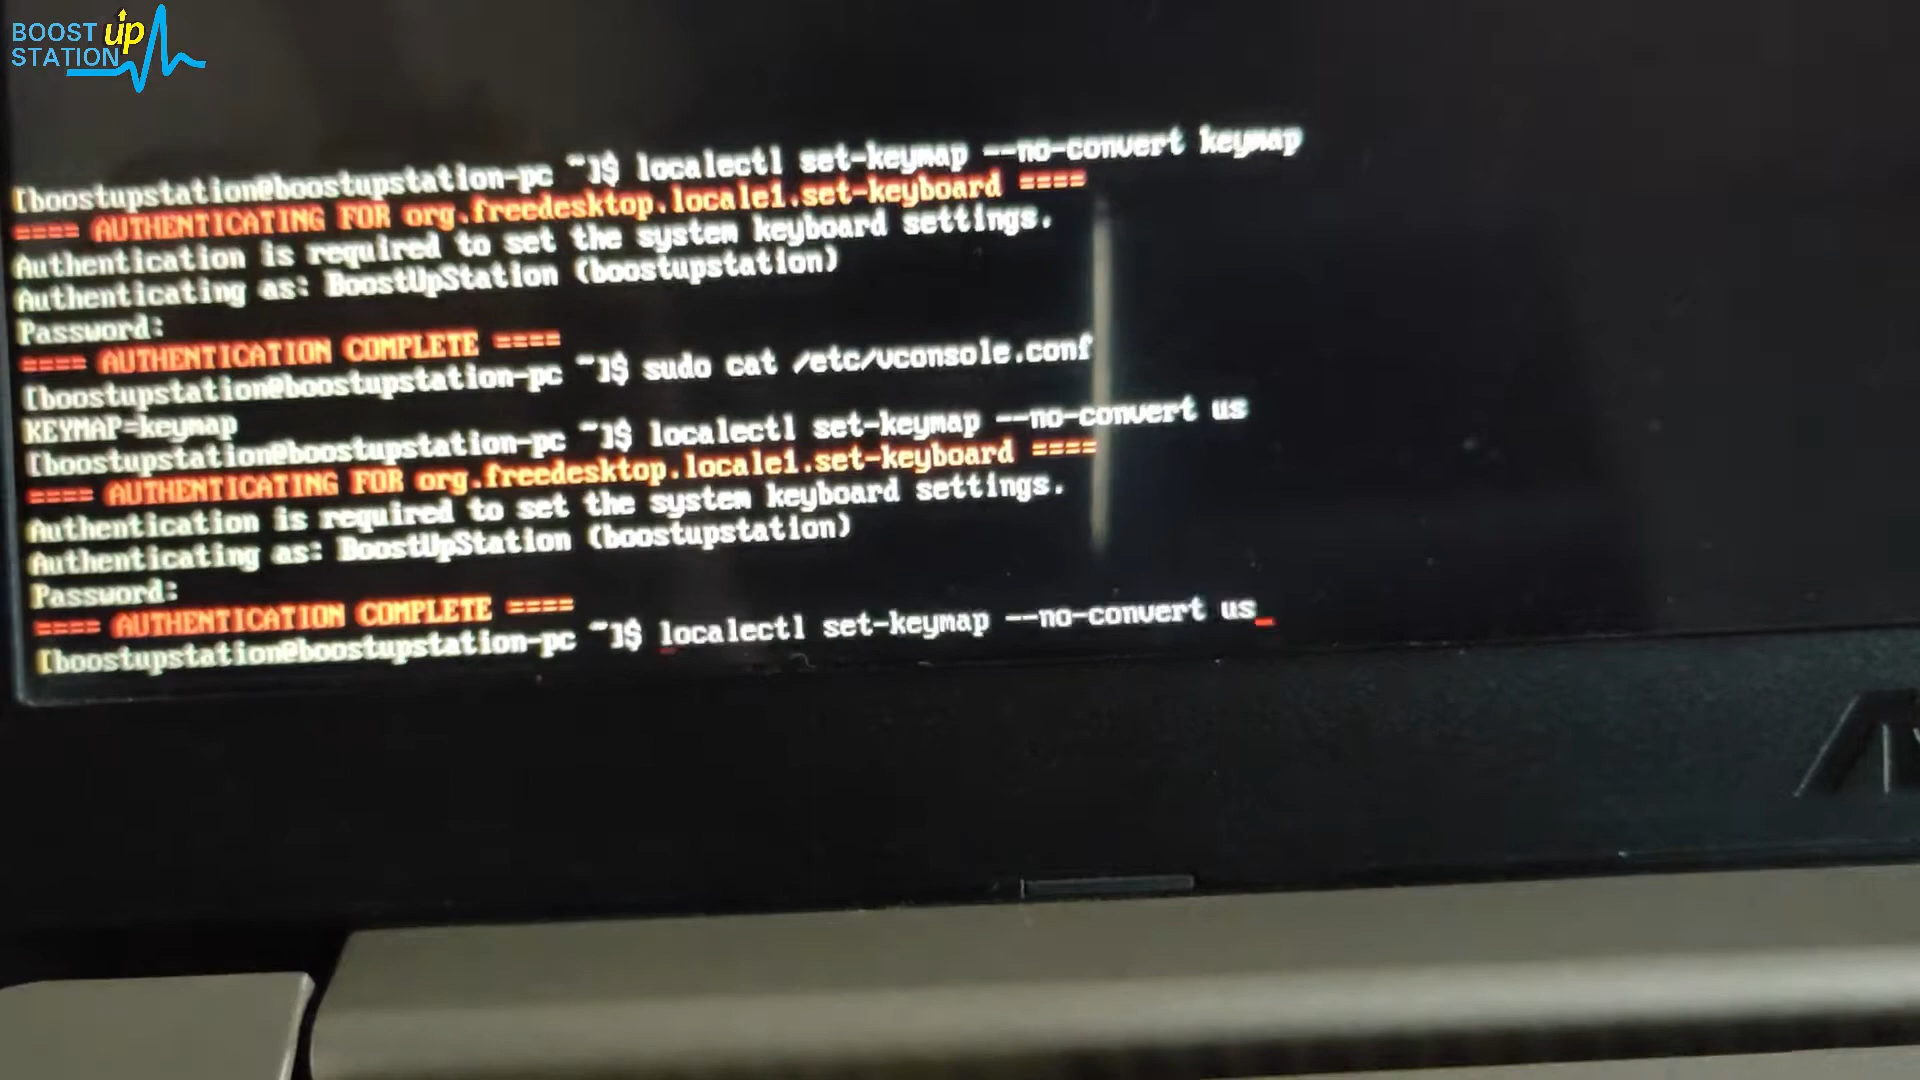 BOOST up
STATION
[boostupstation@boostupstation-pc ~]$ localectl set-keymap --no-convert keymap
==== AUTHENTICATING FOR org.freedesktop.locale1.set-keyboard ====
Authentication is required to set the system keyboard settings.
Authenticating as: BoostUpStation (boostupstation)
Password:
==== AUTHENTICATION COMPLETE ====
[boostupstation@boostupstation-pc ~]$ sudo cat /etc/vconsole.conf
KEYMAP=keymap
[boostupstation@boostupstation-pc ~]$ localectl set-keymap --no-convert us
==== AUTHENTICATING FOR org.freedesktop.locale1.set-keyboard ====
Authentication is required to set the system keyboard settings.
Authenticating as: BoostUpStation (boostupstation)
Password:
==== AUTHENTICATION COMPLETE ====
[boostupstation@boostupstation-pc ~]$ localectl set-keymap --no-convert us